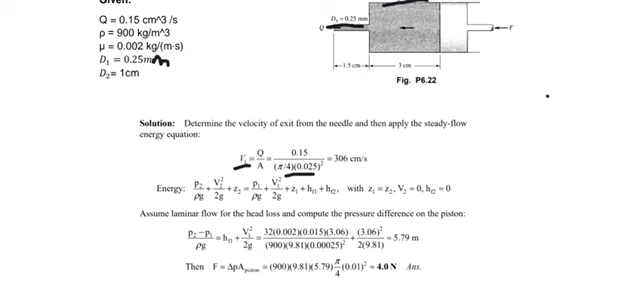 Given:
Q = 0.15 cm^3 /s
ρ = 900 kg/m^3
μ = 0.002 kg/(m·s)
D₁ = 0.25m
D₂= 1cm
D₁ = 0.25 mm
Q
F
1.5 cm
3 cm
Fig. P6.22
Solution: Determine the velocity of exit from the needle and then apply the steady-flow
energy equation:
V₁ = Q/A = 0.15/((π/4)(0.025)²) = 306 cm/s
Energy: p₂/ρg + V₂²/2g + z₂ = p₁/ρg + V₁²/2g + z₁ + h_f1 + h_f2, with z₁ = z₂, V₂ ≈ 0, h_f2 ≈ 0
Assume laminar flow for the head loss and compute the pressure difference on the piston:
(p₂ − p₁)/ρg = h_f1 + V₁²/2g = 32(0.002)(0.015)(3.06)/((900)(9.81)(0.00025)²) + (3.06)²/(2(9.81)) ≈ 5.79 m
Then F = ΔpA_piston = (900)(9.81)(5.79)(π/4)(0.01)² ≈ 4.0 N Ans.